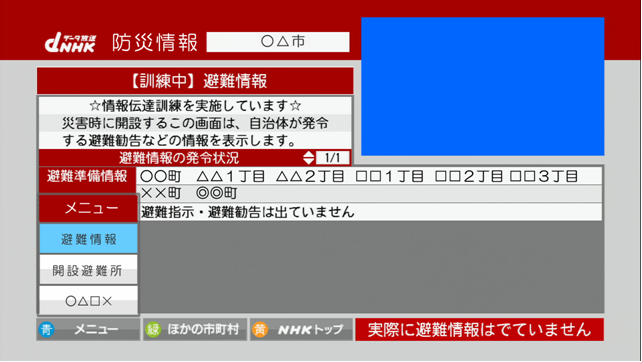 dデータ放送
NHK
防災情報
○△市
【訓練中】避難情報
☆情報伝達訓練を実施しています☆
災害時に開設するこの画面は、自治体が発令
する避難勧告などの情報を表示します。
避難情報の発令状況
1/1
避難準備情報
○○町 △△1丁目 △△2丁目 □□1丁目 □□2丁目 □□3丁目
××町 ◎◎町
避難指示・避難勧告は出ていません
メニュー
避難情報
開設避難所
○△□×
青 メニュー
緑 ほかの市町村
黄 NHKトップ
実際に避難情報はでていません